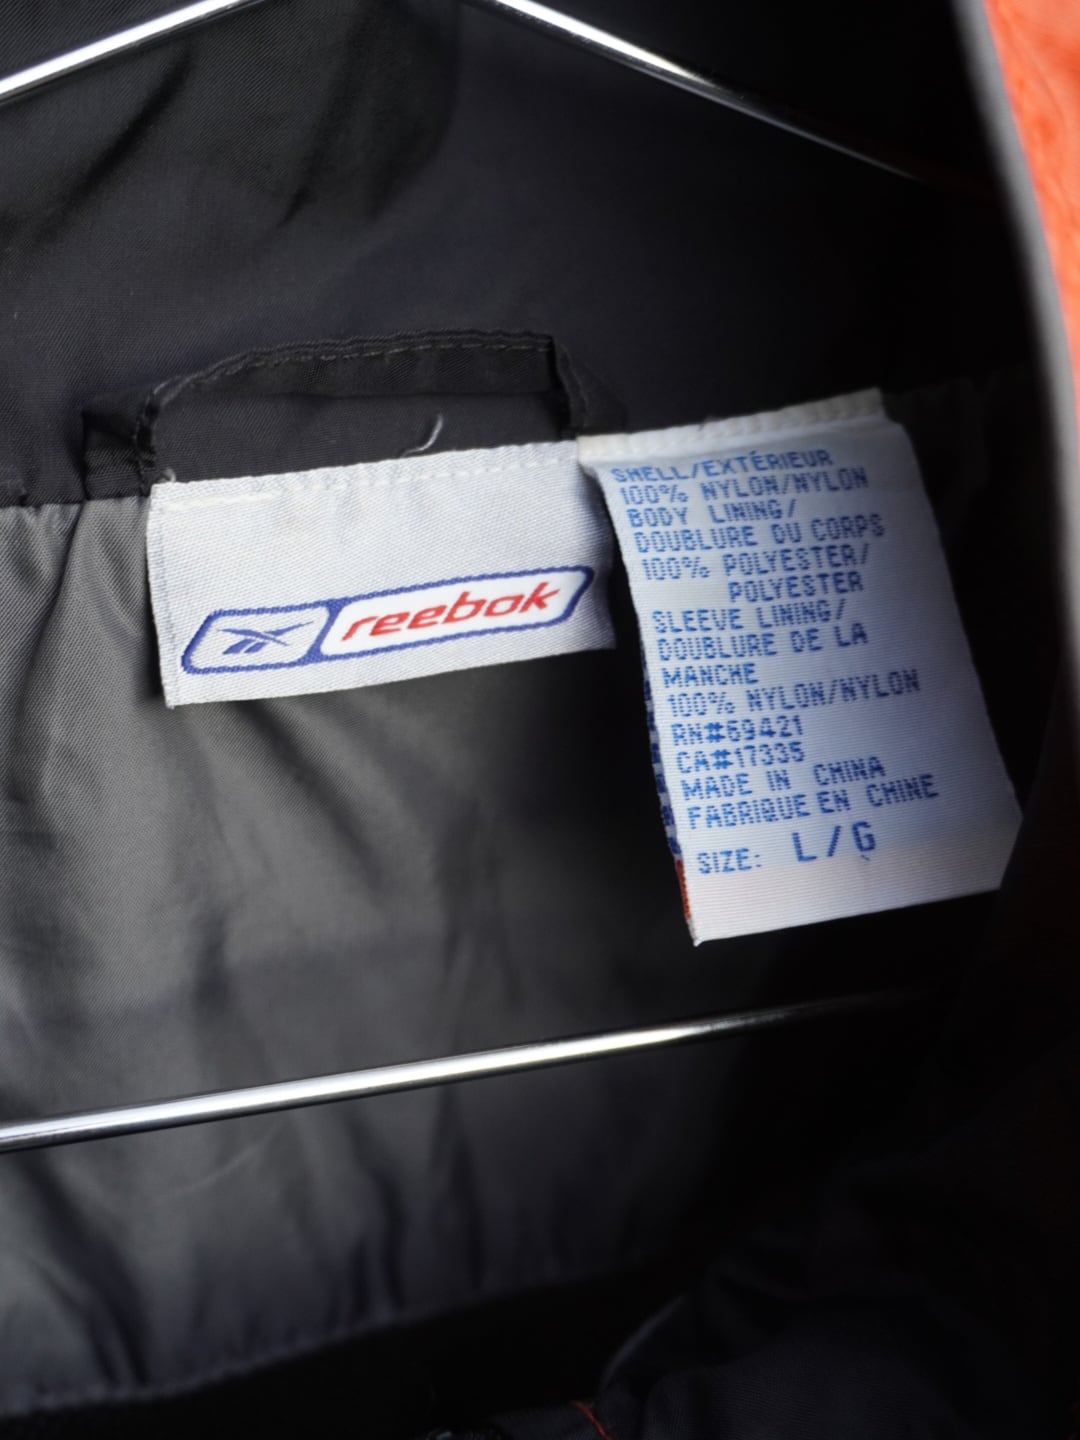 reebok
SHELL/EXTÉRIEUR
100% NYLON/NYLON
BODY LINING/
DOUBLURE DU CORPS
100% POLYESTER/
POLYESTER
SLEEVE LINING/
DOUBLURE DE LA
MANCHE
100% NYLON/NYLON
RN#69421
CA#17335
MADE IN CHINA
FABRIQUE EN CHINE
SIZE: L/G